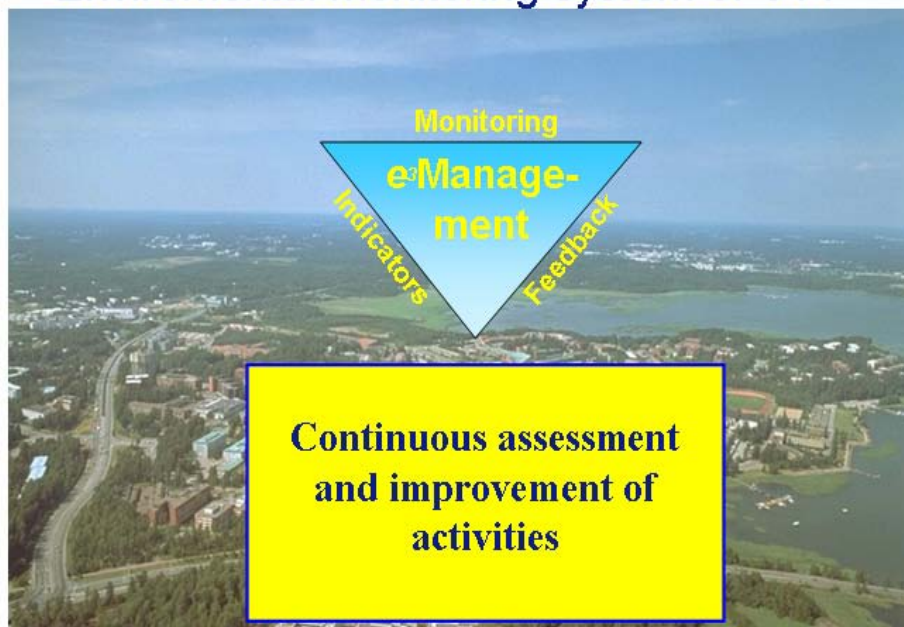 Monitoring
e³Manage-
ment
Indicators
Feedback
Continuous assessment
and improvement of
activities